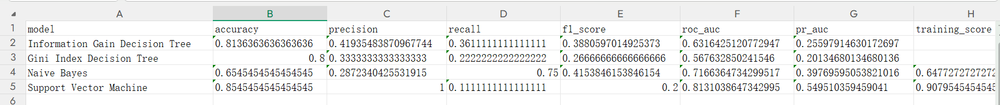 A B C D E F G H
1 model accuracy precision recall f1_score roc_auc pr_auc training_score
2 Information Gain Decision Tree 0.8136363636363636 0.41935483870967744 0.3611111111111111 0.3880597014925373 0.6316425120772947 0.25597914630172697
3 Gini Index Decision Tree 0.8 0.3333333333333333 0.2222222222222222 0.26666666666666666 0.567632850241546 0.20134680134680136
4 Naive Bayes 0.6545454545454545 0.2872340425531915 0.75 0.4153846153846154 0.7166364734299517 0.39769595053821016 0.6477272727272
5 Support Vector Machine 0.8545454545454545 1 0.1111111111111111 0.2 0.8131038647342995 0.549510359459041 0.9079545454545
6